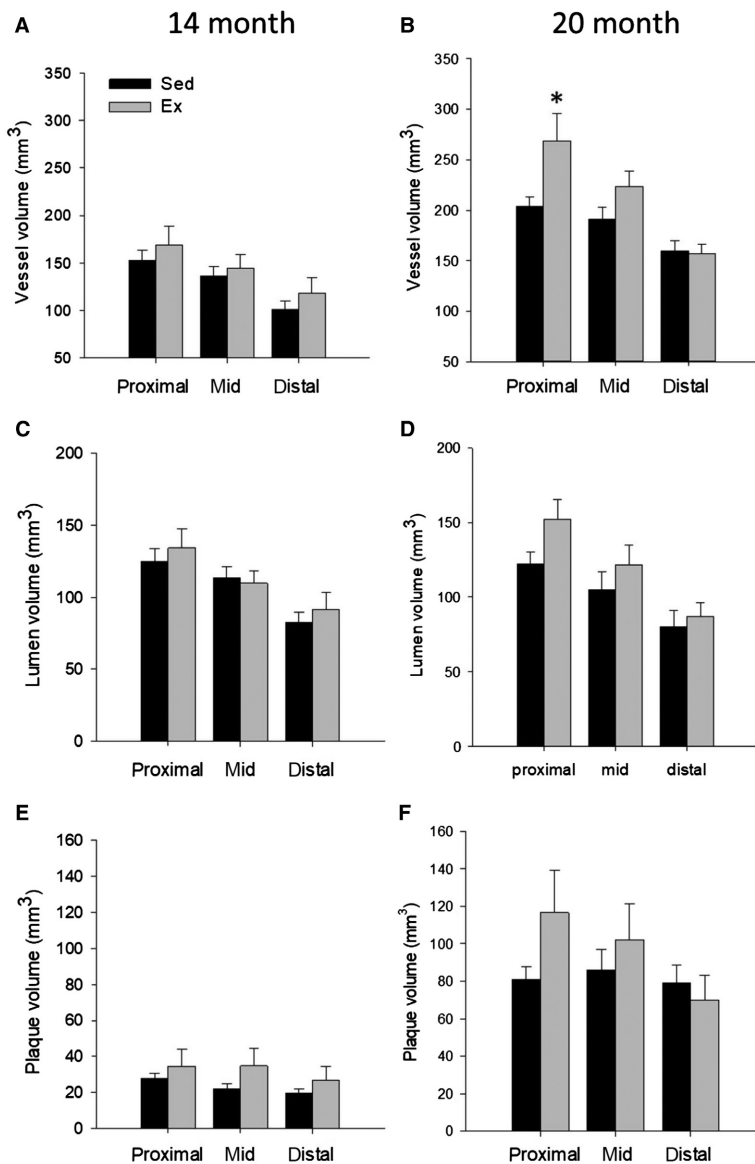 A 14 month
350
300
250
200
150
100
50
Vessel volume (mm³)
Sed
Ex
Proximal Mid Distal
B 20 month
350
300
250
200
150
100
50
Vessel volume (mm³)
*
Proximal Mid Distal
C
200
150
100
50
0
Lumen volume (mm³)
Proximal Mid Distal
D
200
150
100
50
0
Lumen volume (mm³)
proximal mid distal
E
160
140
120
100
80
60
40
20
0
Plaque volume (mm³)
Proximal Mid Distal
F
160
140
120
100
80
60
40
20
0
Plaque volume (mm³)
Proximal Mid Distal